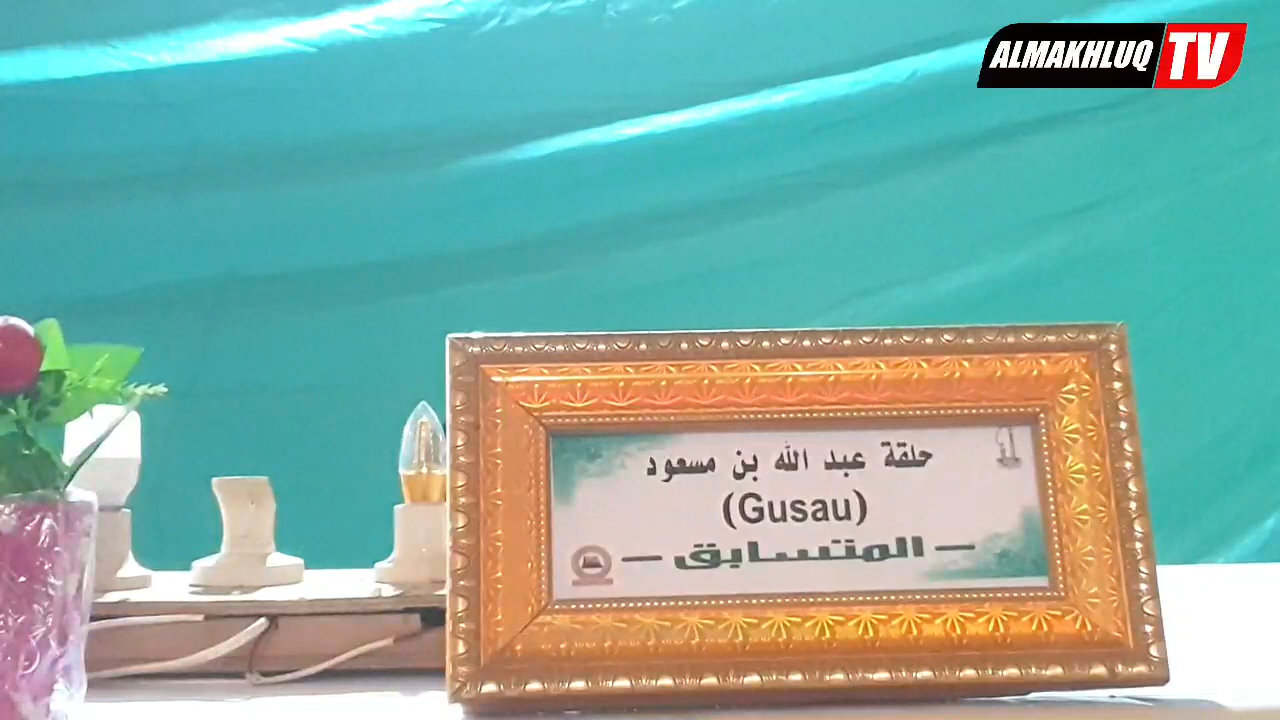 ALMAKHLUQ TV
حلقة عبد الله بن مسعود
(Gusau)
— المتسابق —